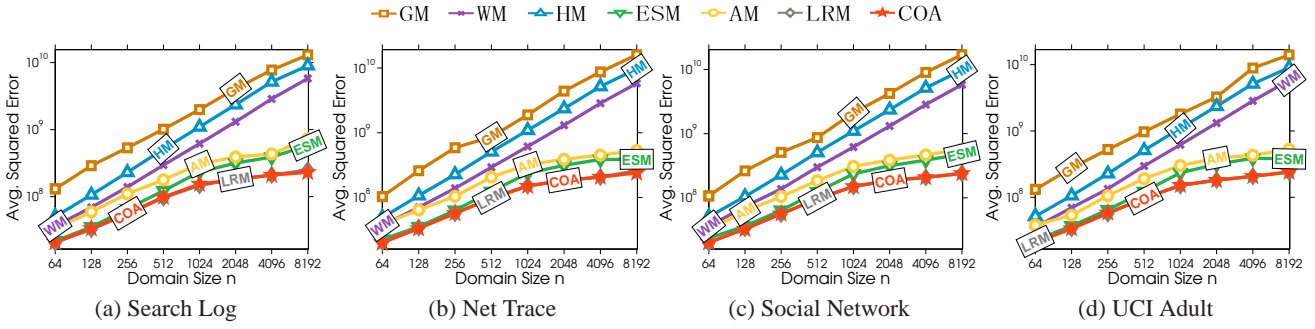 GM WM HM ESM AM LRM COA
Avg. Squared Error
10^10
10^9
10^8
GM
HM
AM
ESM
WM
COA
LRM
64 128 256 512 1024 2048 4096 8192
Domain Size n
(a) Search Log
Avg. Squared Error
10^10
10^9
10^8
HM
GM
AM
ESM
WM
LRM
COA
64 128 256 512 1024 2048 4096 8192
Domain Size n
(b) Net Trace
Avg. Squared Error
10^10
10^9
10^8
HM
GM
ESM
AM
WM
LRM
COA
64 128 256 512 1024 2048 4096 8192
Domain Size n
(c) Social Network
Avg. Squared Error
10^10
10^9
10^8
WM
HM
GM
AM
ESM
COA
LRM
64 128 256 512 1024 2048 4096 8192
Domain Size n
(d) UCI Adult